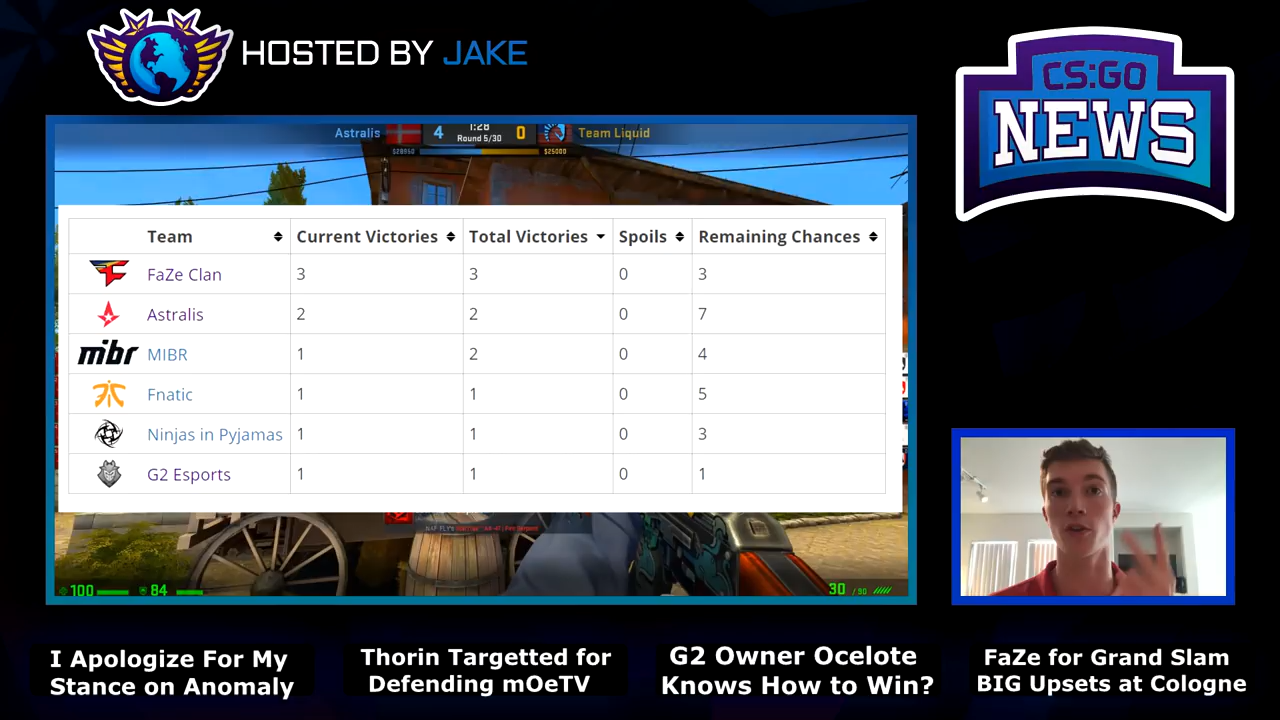 HOSTED BY JAKE
CS:GO
NEWS
Astralis 4 1:28 0 Team Liquid
Round 5/30
$25000
Team Current Victories Total Victories Spoils Remaining Chances
FaZe Clan 3 3 0 3
Astralis 2 2 0 7
mibr MIBR 1 2 0 4
Fnatic 1 1 0 5
Ninjas in Pyjamas 1 1 0 3
G2 Esports 1 1 0 1
100 84 30 / 90
I Apologize For My
Stance on Anomaly
Thorin Targetted for
Defending mOeTV
G2 Owner Ocelote
Knows How to Win?
FaZe for Grand Slam
BIG Upsets at Cologne